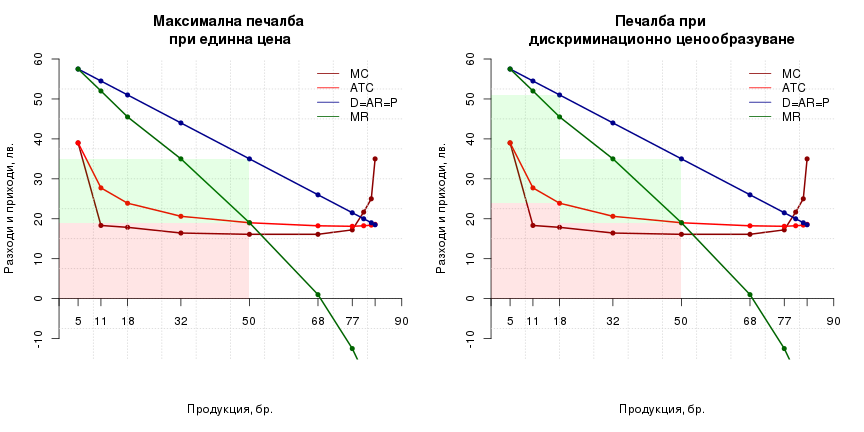 Максимална печалба
при единна цена
Разходи и приходи, лв.
60
50
40
30
20
10
0
-10
MC
ATC
D=AR=P
MR
5 11 18 32 50 68 77 90
Продукция, бр.
Печалба при
дискриминационно ценообразуване
Разходи и приходи, лв.
60
50
40
30
20
10
0
-10
MC
ATC
D=AR=P
MR
5 11 18 32 50 68 77 90
Продукция, бр.